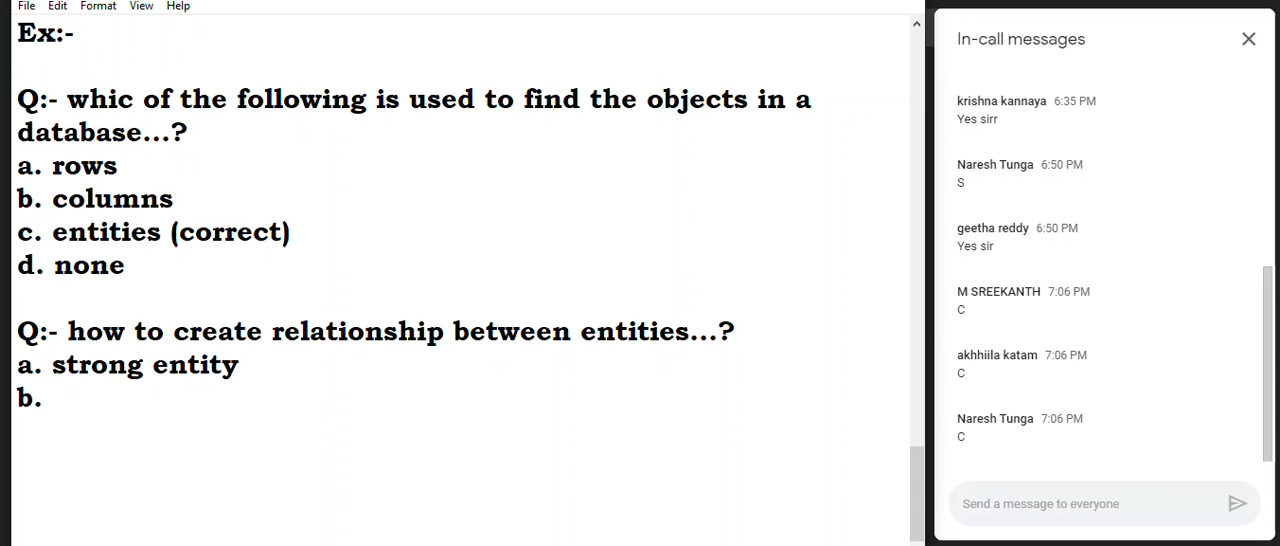 File Edit Format View Help
Ex:-
Q:- whic of the following is used to find the objects in a
database...?
a. rows
b. columns
c. entities (correct)
d. none
Q:- how to create relationship between entities...?
a. strong entity
b.
In-call messages
krishna kannaya 6:35 PM
Yes sirr
Naresh Tunga 6:50 PM
S
geetha reddy 6:50 PM
Yes sir
M SREEKANTH 7:06 PM
C
akhhiila katam 7:06 PM
C
Naresh Tunga 7:06 PM
C
Send a message to everyone